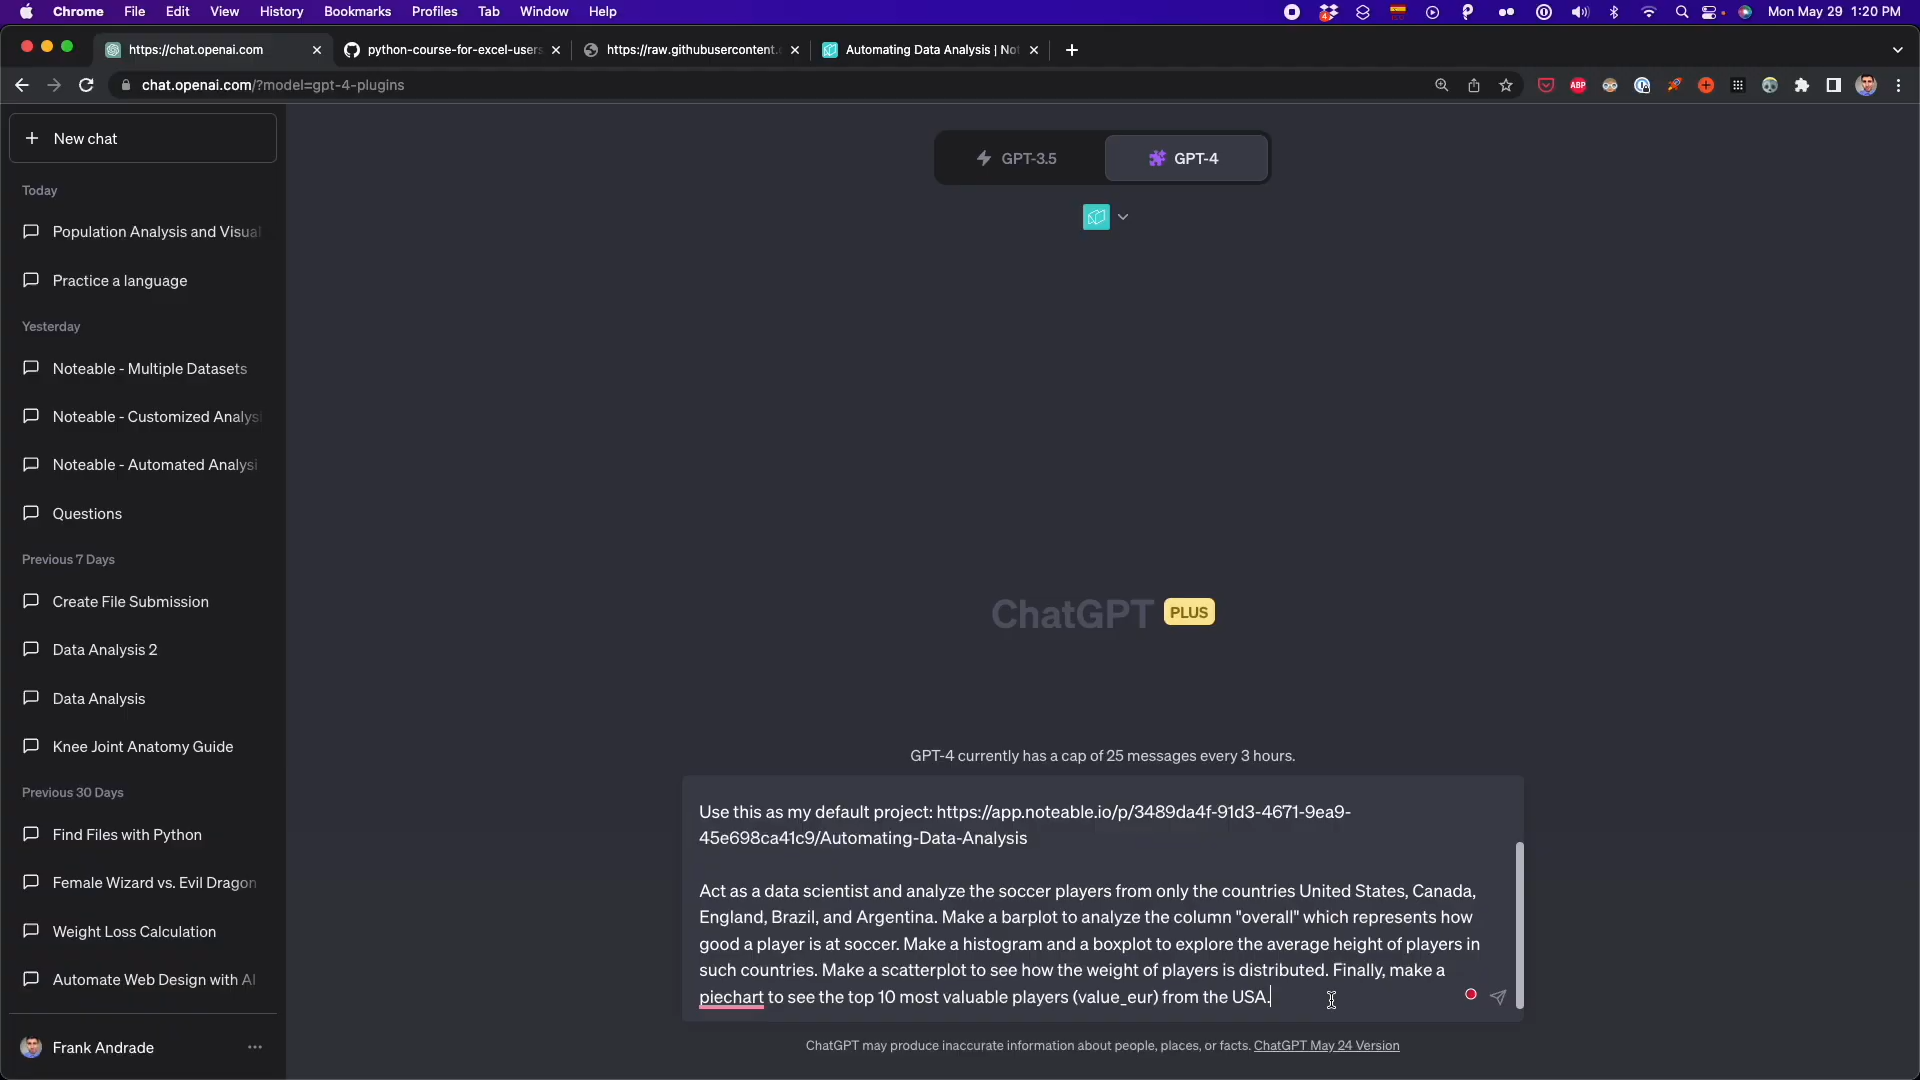 Chrome File Edit View History Bookmarks Profiles Tab Window Help Mon May 29 1:20 PM
https://chat.openai.com python-course-for-excel-users https://raw.githubusercontent. Automating Data Analysis | Not
chat.openai.com/?model=gpt-4-plugins ABP
New chat
GPT-3.5 GPT-4
Today
Population Analysis and Visual
Practice a language
Yesterday
Noteable - Multiple Datasets
Noteable - Customized Analys
Noteable - Automated Analysi
Questions
Previous 7 Days
Create File Submission
Data Analysis 2
Data Analysis
Knee Joint Anatomy Guide
Previous 30 Days
Find Files with Python
Female Wizard vs. Evil Dragon
Weight Loss Calculation
Automate Web Design with AI
Frank Andrade
ChatGPT PLUS
GPT-4 currently has a cap of 25 messages every 3 hours.
Use this as my default project: https://app.noteable.io/p/3489da4f-91d3-4671-9ea9-
45e698ca41c9/Automating-Data-Analysis
Act as a data scientist and analyze the soccer players from only the countries United States, Canada,
England, Brazil, and Argentina. Make a barplot to analyze the column "overall" which represents how
good a player is at soccer. Make a histogram and a boxplot to explore the average height of players in
such countries. Make a scatterplot to see how the weight of players is distributed. Finally, make a
piechart to see the top 10 most valuable players (value_eur) from the USA.
ChatGPT may produce inaccurate information about people, places, or facts. ChatGPT May 24 Version